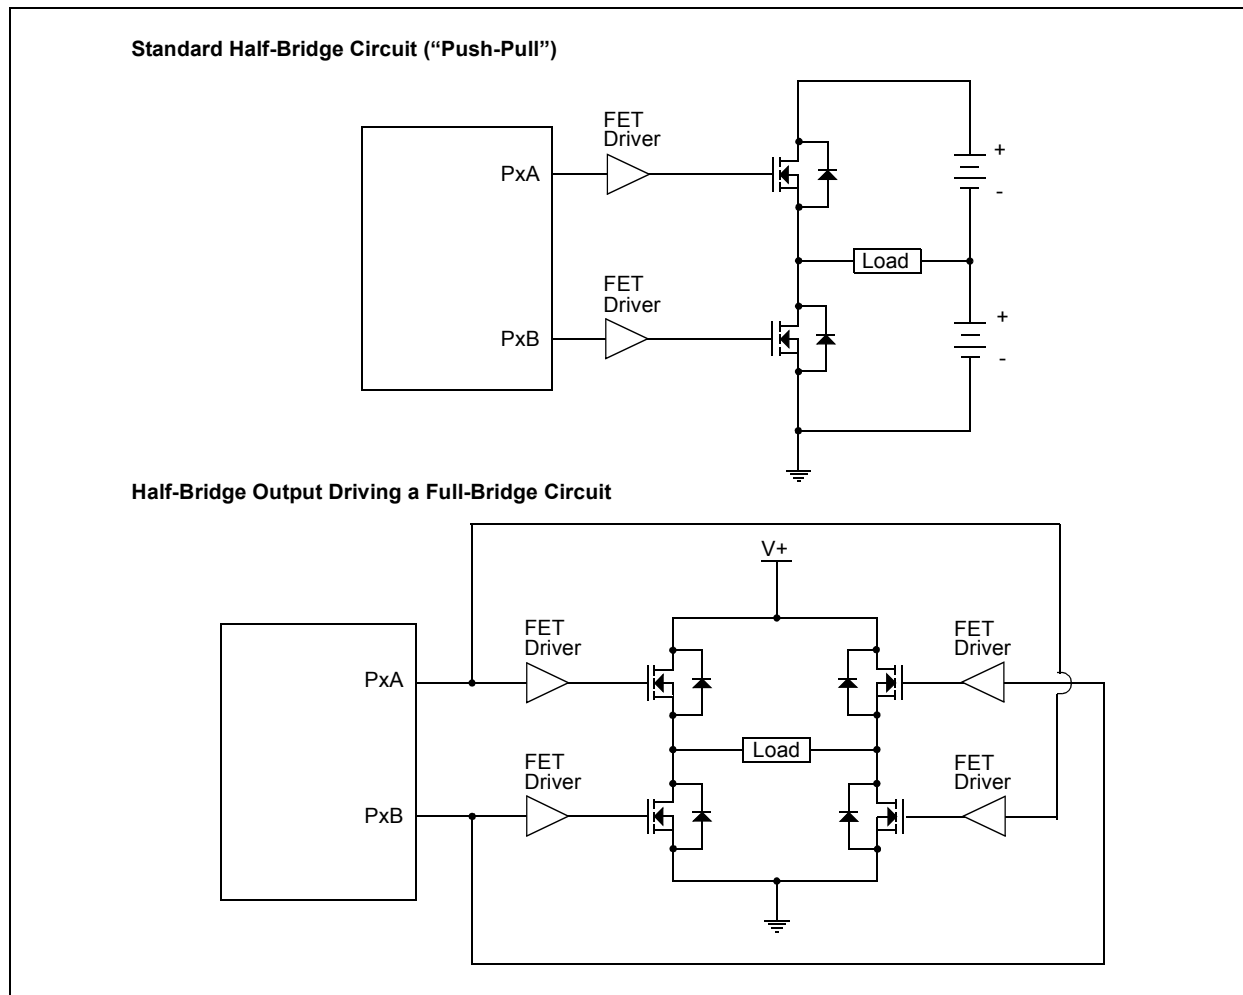 Standard Half-Bridge Circuit (“Push-Pull”)
FET
Driver
PxA
+
-
Load
FET
Driver
PxB
+
-
Half-Bridge Output Driving a Full-Bridge Circuit
V+
FET
Driver
FET
Driver
PxA
Load
FET
Driver
FET
Driver
PxB